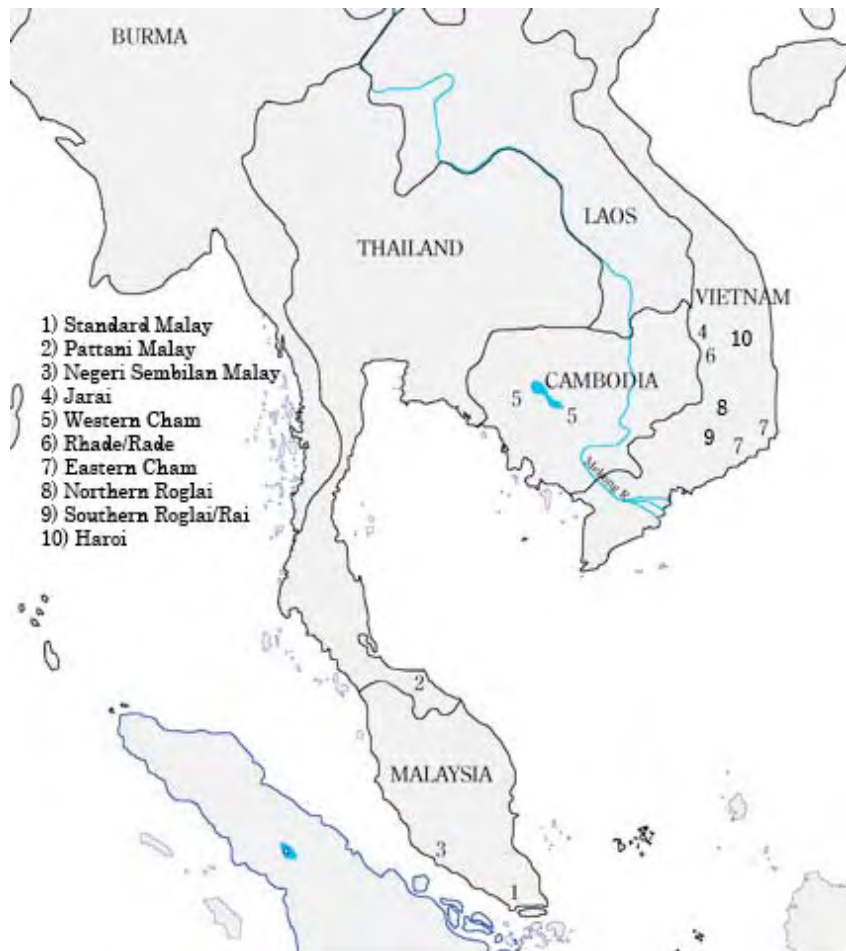 BURMA
LAOS
THAILAND
VIETNAM
1) Standard Malay
2) Pattani Malay
3) Negeri Sembilan Malay
4) Jarai
5) Western Cham
6) Rhade/Rade
7) Eastern Cham
8) Northern Roglai
9) Southern Roglai/Rai
10) Haroi
4
10
6
CAMBODIA
5
5
8
7
9
7
Mekong R.
2
MALAYSIA
3
1